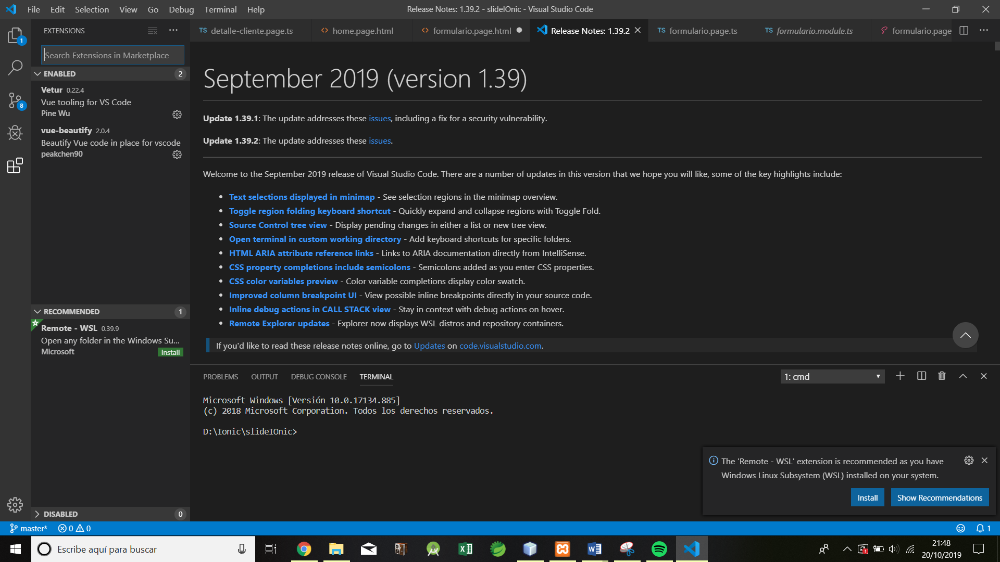 File Edit Selection View Go Debug Terminal Help
Release Notes: 1.39.2 - slideIOnic - Visual Studio Code
EXTENSIONS
TS detalle-cliente.page.ts
home.page.html
formulario.page.html
Release Notes: 1.39.2
TS formulario.page.ts
TS formulario.module.ts
formulario.page
1
8
Search Extensions in Marketplace
ENABLED 2
Vetur 0.22.4
Vue tooling for VS Code
Pine Wu
vue-beautify 2.0.4
Beautify Vue code in place for vscode
peakchen90
RECOMMENDED 1
Remote - WSL 0.39.9
Open any folder in the Windows Su...
Microsoft Install
DISABLED 0
September 2019 (version 1.39)
Update 1.39.1: The update addresses these issues, including a fix for a security vulnerability.
Update 1.39.2: The update addresses these issues.
Welcome to the September 2019 release of Visual Studio Code. There are a number of updates in this version that we hope you will like, some of the key highlights include:
• Text selections displayed in minimap - See selection regions in the minimap overview.
• Toggle region folding keyboard shortcut - Quickly expand and collapse regions with Toggle Fold.
• Source Control tree view - Display pending changes in either a list or new tree view.
• Open terminal in custom working directory - Add keyboard shortcuts for specific folders.
• HTML ARIA attribute reference links - Links to ARIA documentation directly from IntelliSense.
• CSS property completions include semicolons - Semicolons added as you enter CSS properties.
• CSS color variables preview - Color variable completions display color swatch.
• Improved column breakpoint UI - View possible inline breakpoints directly in your source code.
• Inline debug actions in CALL STACK view - Stay in context with debug actions on hover.
• Remote Explorer updates - Explorer now displays WSL distros and repository containers.
If you'd like to read these release notes online, go to Updates on code.visualstudio.com.
PROBLEMS OUTPUT DEBUG CONSOLE TERMINAL
1: cmd
Microsoft Windows [Versión 10.0.17134.885]
(c) 2018 Microsoft Corporation. Todos los derechos reservados.
D:\Ionic\slideIOnic>
The 'Remote - WSL' extension is recommended as you have
Windows Linux Subsystem (WSL) installed on your system.
Install Show Recommendations
master* 0 0
1
Escribe aquí para buscar
21:48
20/10/2019